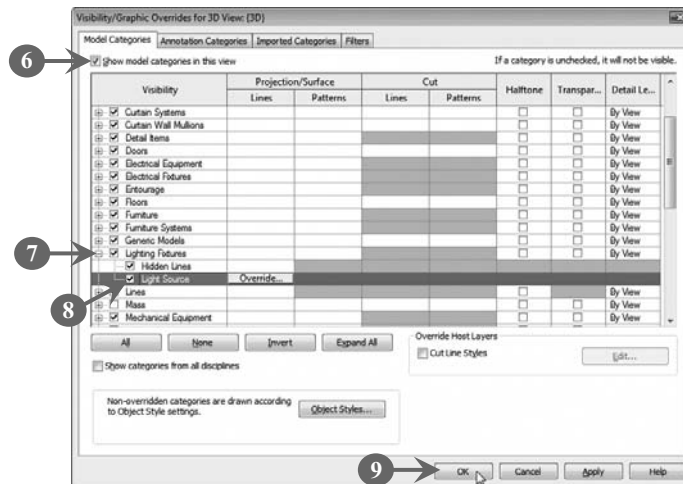 Visibility/Graphic Overrides for 3D View: {3D}
Model Categories Annotation Categories Imported Categories Filters
6 Show model categories in this view If a category is unchecked, it will not be visible.
Visibility Projection/Surface Cut Halftone Transpar... Detail Le...
Lines Patterns Lines Patterns
Curtain Systems By View
Curtain Wall Mullions By View
Detail Items By View
Doors By View
Electrical Equipment By View
Electrical Fixtures By View
Entourage By View
Floors By View
Furniture By View
Furniture Systems By View
Generic Models By View
7 Lighting Fixtures By View
Hidden Lines
8 Light Source Override...
Lines By View
Mass By View
Mechanical Equipment By View
All None Invert Expand All
Override Host Layers
Cut Line Styles Edit...
Show categories from all disciplines
Non-overridden categories are drawn according
to Object Style settings.
Object Styles...
9 OK Cancel Apply Help